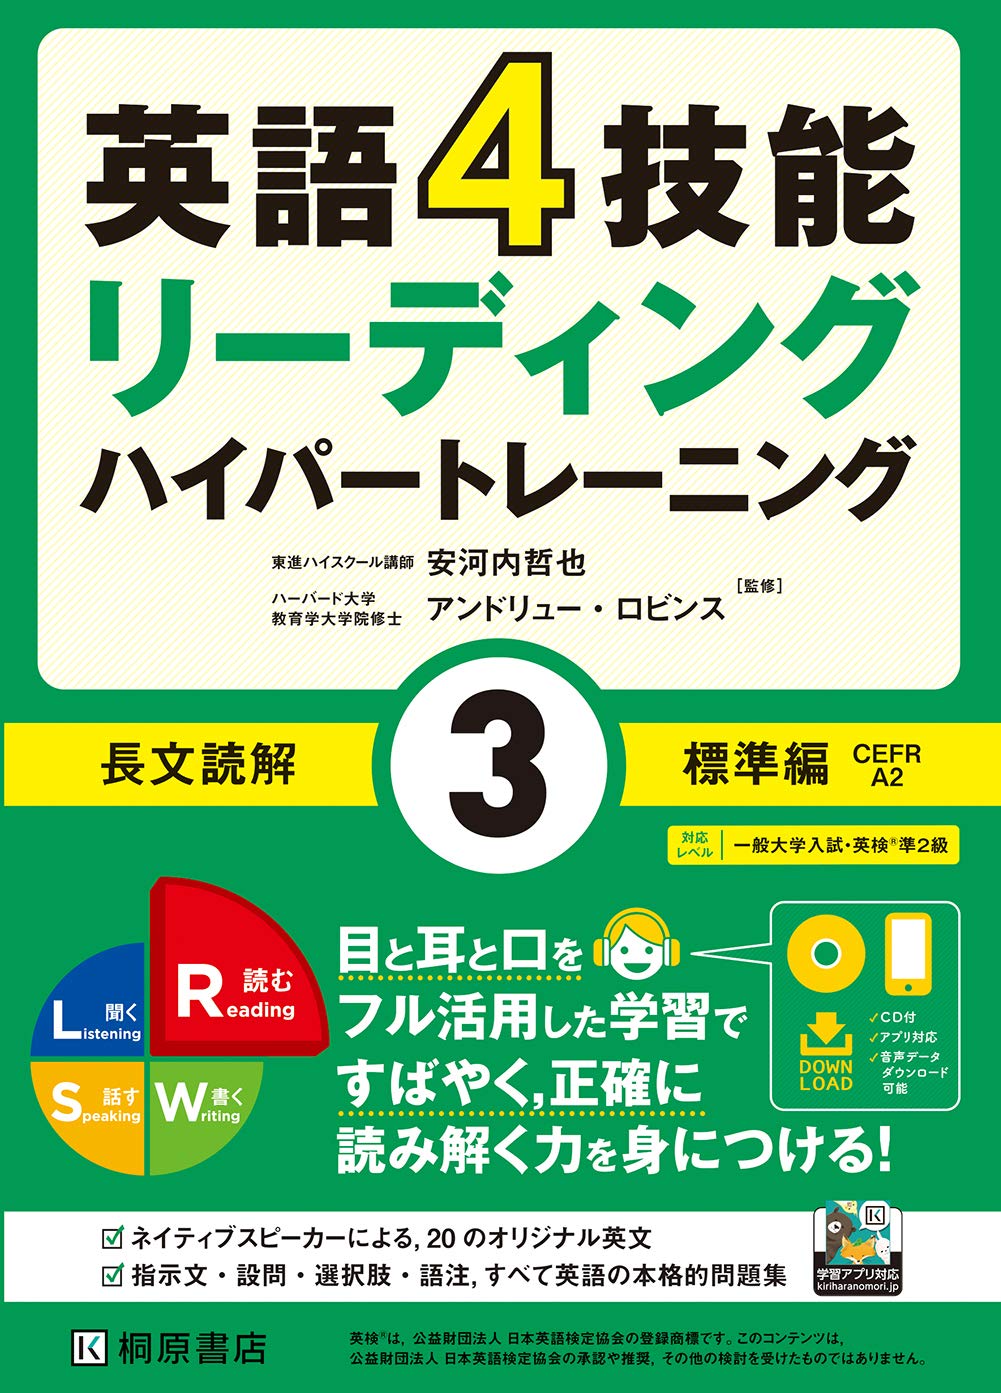 英語4技能
リーディング
ハイパートレーニング
東進ハイスクール講師 安河内哲也
ハーバード大学
教育学大学院修士 アンドリュー・ロビンス
[監修]
長文読解
3
標準編 CEFR
A2
対応
レベル
一般大学入試・英検®準2級
聞く
Listening
読む
Reading
話す
Speaking
書く
Writing
目と耳と口を
フル活用した学習で
すばやく,正確に
読み解く力を身につける!
DOWN
LOAD
✓CD付
✓アプリ対応
✓音声データ
ダウンロード
可能
☑ネイティブスピーカーによる, 20 のオリジナル英文
☑指示文・設問・選択肢・語注, すべて英語の本格的問題集
K
学習アプリ対応
kiriharanomori.jp
K 桐原書店
英検®は, 公益財団法人 日本英語検定協会の登録商標です。このコンテンツは,
公益財団法人 日本英語検定協会の承認や推奨, その他の検討を受けたものではありません。